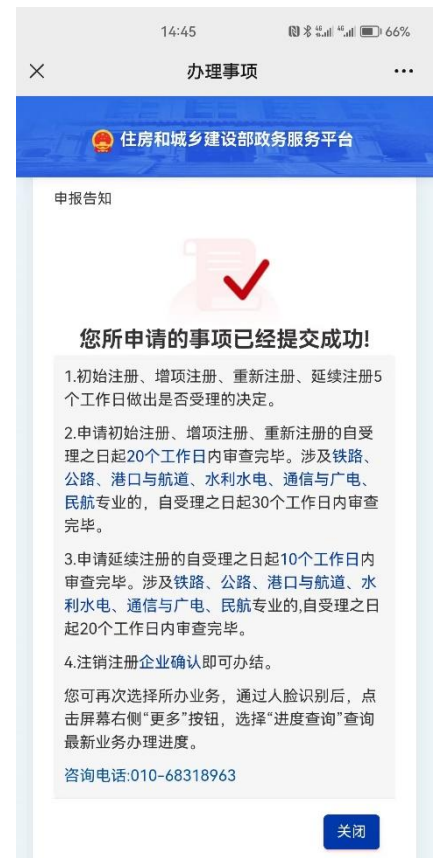 14:45
66%
办理事项
住房和城乡建设部政务服务平台
申报告知
您所申请的事项已经提交成功!
1.初始注册、增项注册、重新注册、延续注册5
个工作日做出是否受理的决定。
2.申请初始注册、增项注册、重新注册的自受
理之日起20个工作日内审查完毕。涉及铁路、
公路、港口与航道、水利水电、通信与广电、
民航专业的，自受理之日起30个工作日内审查
完毕。
3.申请延续注册的自受理之日起10个工作日内
审查完毕。涉及铁路、公路、港口与航道、水
利水电、通信与广电、民航专业的,自受理之日
起20个工作日内审查完毕。
4.注销注册企业确认即可办结。
您可再次选择所办业务，通过人脸识别后，点
击屏幕右侧“更多”按钮，选择“进度查询”查询
最新业务办理进度。
咨询电话:010-68318963
关闭